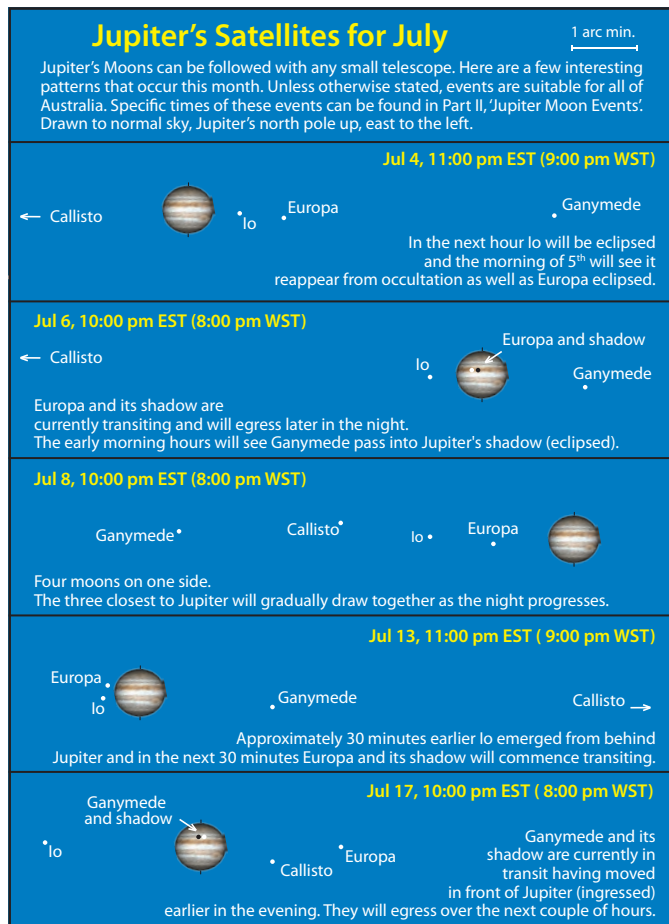 Jupiter's Satellites for July
1 arc min.
Jupiter's Moons can be followed with any small telescope. Here are a few interesting
patterns that occur this month. Unless otherwise stated, events are suitable for all of
Australia. Specific times of these events can be found in Part II, 'Jupiter Moon Events'.
Drawn to normal sky, Jupiter's north pole up, east to the left.
Jul 4, 11:00 pm EST (9:00 pm WST)
← Callisto
Io
Europa
Ganymede
In the next hour Io will be eclipsed
and the morning of 5th will see it
reappear from occultation as well as Europa eclipsed.
Jul 6, 10:00 pm EST (8:00 pm WST)
← Callisto
Io
Europa and shadow
Ganymede
Europa and its shadow are
currently transiting and will egress later in the night.
The early morning hours will see Ganymede pass into Jupiter's shadow (eclipsed).
Jul 8, 10:00 pm EST (8:00 pm WST)
Ganymede
Callisto
Io
Europa
Four moons on one side.
The three closest to Jupiter will gradually draw together as the night progresses.
Jul 13, 11:00 pm EST ( 9:00 pm WST)
Europa
Io
Ganymede
Callisto →
Approximately 30 minutes earlier Io emerged from behind
Jupiter and in the next 30 minutes Europa and its shadow will commence transiting.
Jul 17, 10:00 pm EST ( 8:00 pm WST)
Ganymede
and shadow
Io
Callisto
Europa
Ganymede and its
shadow are currently in
transit having moved
in front of Jupiter (ingressed)
earlier in the evening. They will egress over the next couple of hours.